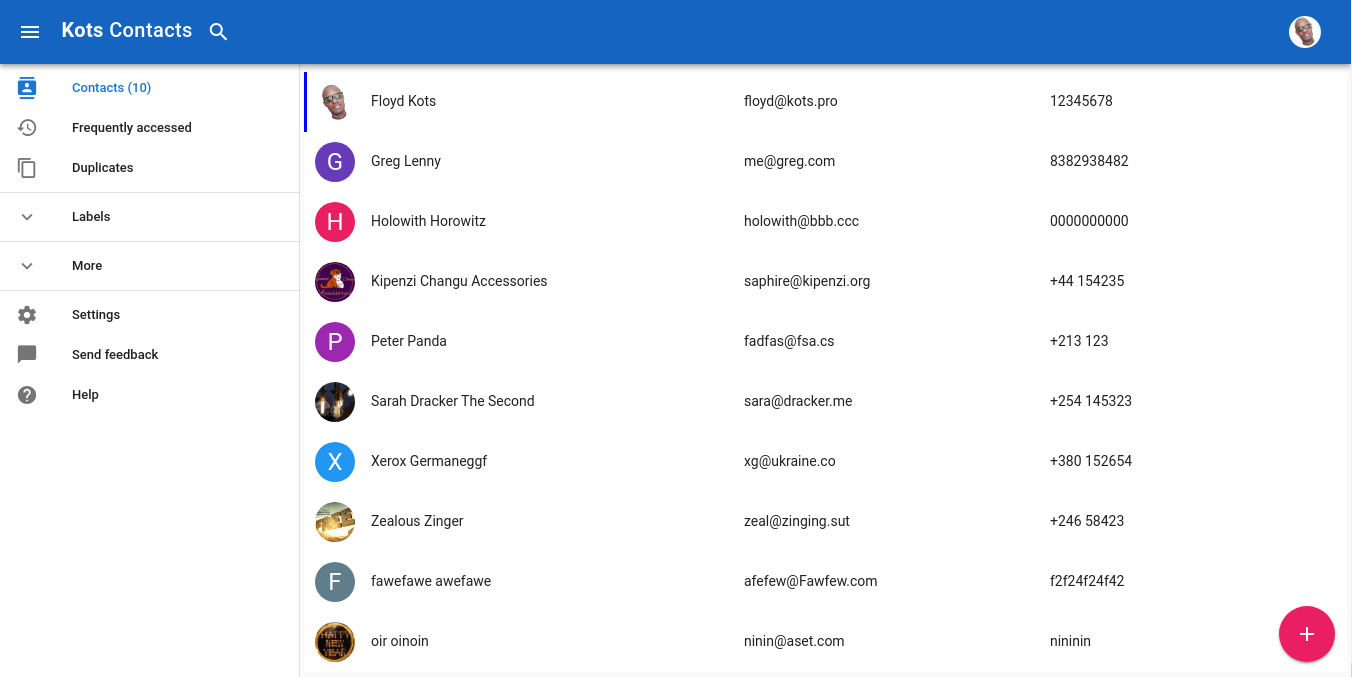 Kots Contacts
Contacts (10)
Frequently accessed
Duplicates
Labels
More
Settings
Send feedback
Help
Floyd Kots floyd@kots.pro 12345678
G Greg Lenny me@greg.com 8382938482
H Holowith Horowitz holowith@bbb.ccc 0000000000
Kipenzi Changu Accessories saphire@kipenzi.org +44 154235
P Peter Panda fadfas@fsa.cs +213 123
Sarah Dracker The Second sara@dracker.me +254 145323
X Xerox Germaneggf xg@ukraine.co +380 152654
Zealous Zinger zeal@zinging.sut +246 58423
F fawefawe awefawe afefew@Fawfew.com f2f24f24f42
HAPPY
NEW
YEAR
oir oinoin ninin@aset.com nininin